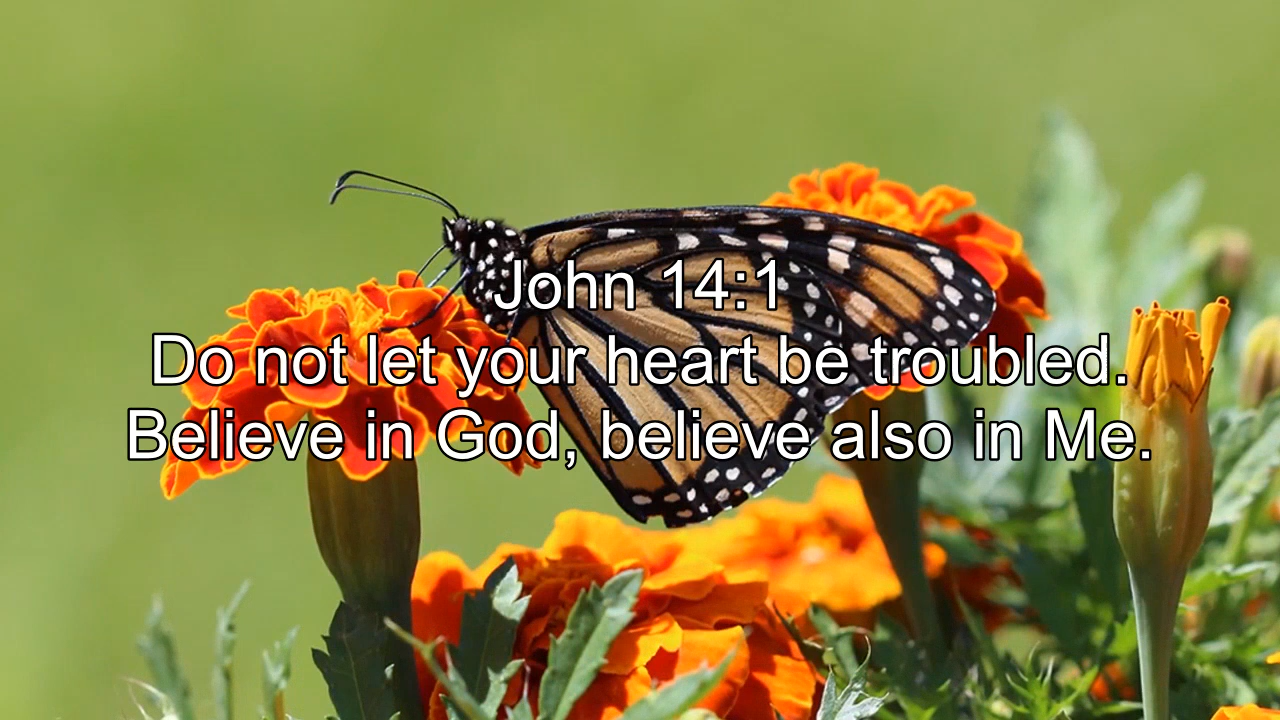 John 14:1
Do not let your heart be troubled.
Believe in God, believe also in Me.